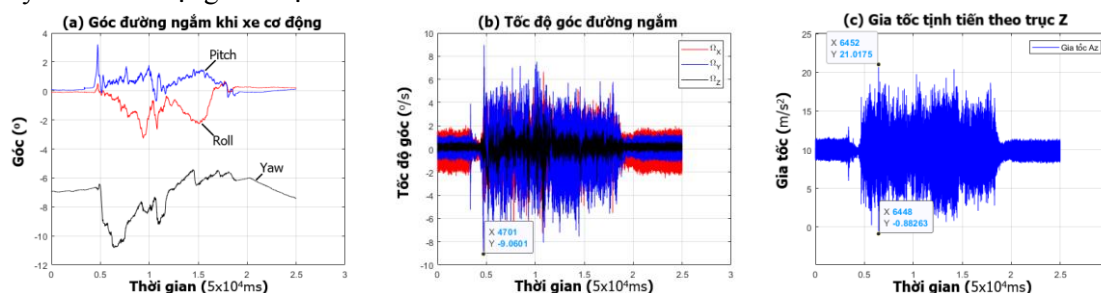 (a) Góc đường ngắm khi xe cơ động
4
2
0
-2
-4
-6
-8
-10
-12
0
0.5
1
1.5
2
2.5
3
Góc (º)
Thời gian (5x10⁴ms)
Pitch
Roll
Yaw
(b) Tốc độ góc đường ngắm
10
8
6
4
2
0
-2
-4
-6
-8
-10
0
0.5
1
1.5
2
2.5
3
Tốc độ góc (º/s)
Thời gian (5x10⁴ms)
Ω_X
Ω_Y
Ω_Z
X 4701
Y -9.0601
(c) Gia tốc tịnh tiến theo trục Z
25
20
15
10
5
0
0
0.5
1
1.5
2
2.5
3
Gia tốc (m/s²)
Thời gian (5x10⁴ms)
Gia tốc Az
X 6452
Y 21.0175
X 6448
Y -0.88263